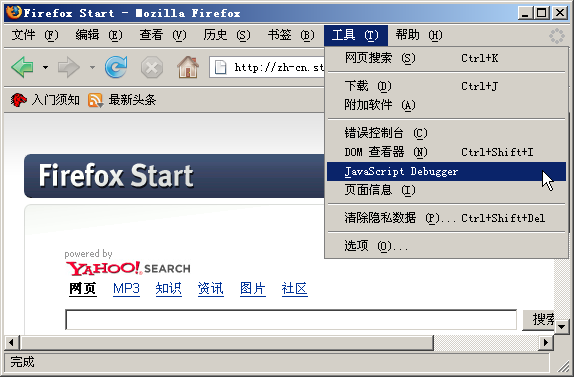 Firefox Start - Mozilla Firefox
文件 (F) 编辑 (E) 查看 (V) 历史 (S) 书签 (B) 工具 (T) 帮助 (H)
http://zh-cn.st
网页搜索 (S) Ctrl+K
下载 (D) Ctrl+J
附加软件 (A)
错误控制台 (C)
DOM 查看器 (N) Ctrl+Shift+I
JavaScript Debugger
页面信息 (I)
清除隐私数据 (P)... Ctrl+Shift+Del
选项 (O)...
入门须知 最新头条
Firefox Start
powered by
YAHOO! SEARCH
网页 MP3 知识 资讯 图片 社区
搜索
完成